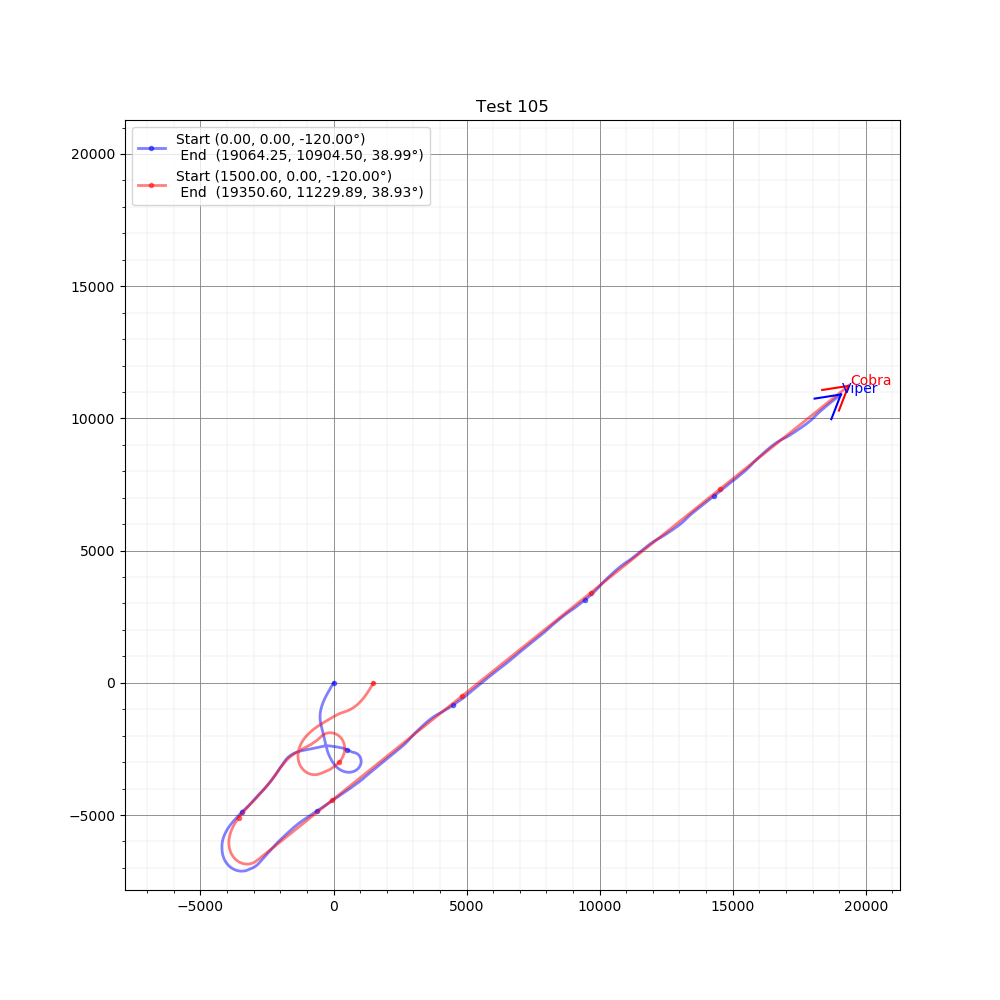 Test 105
Start (0.00, 0.00, -120.00°)
End (19064.25, 10904.50, 38.99°)
Start (1500.00, 0.00, -120.00°)
End (19350.60, 11229.89, 38.93°)
20000
15000
10000
5000
0
−5000
Cobra
Viper
−5000
0
5000
10000
15000
20000